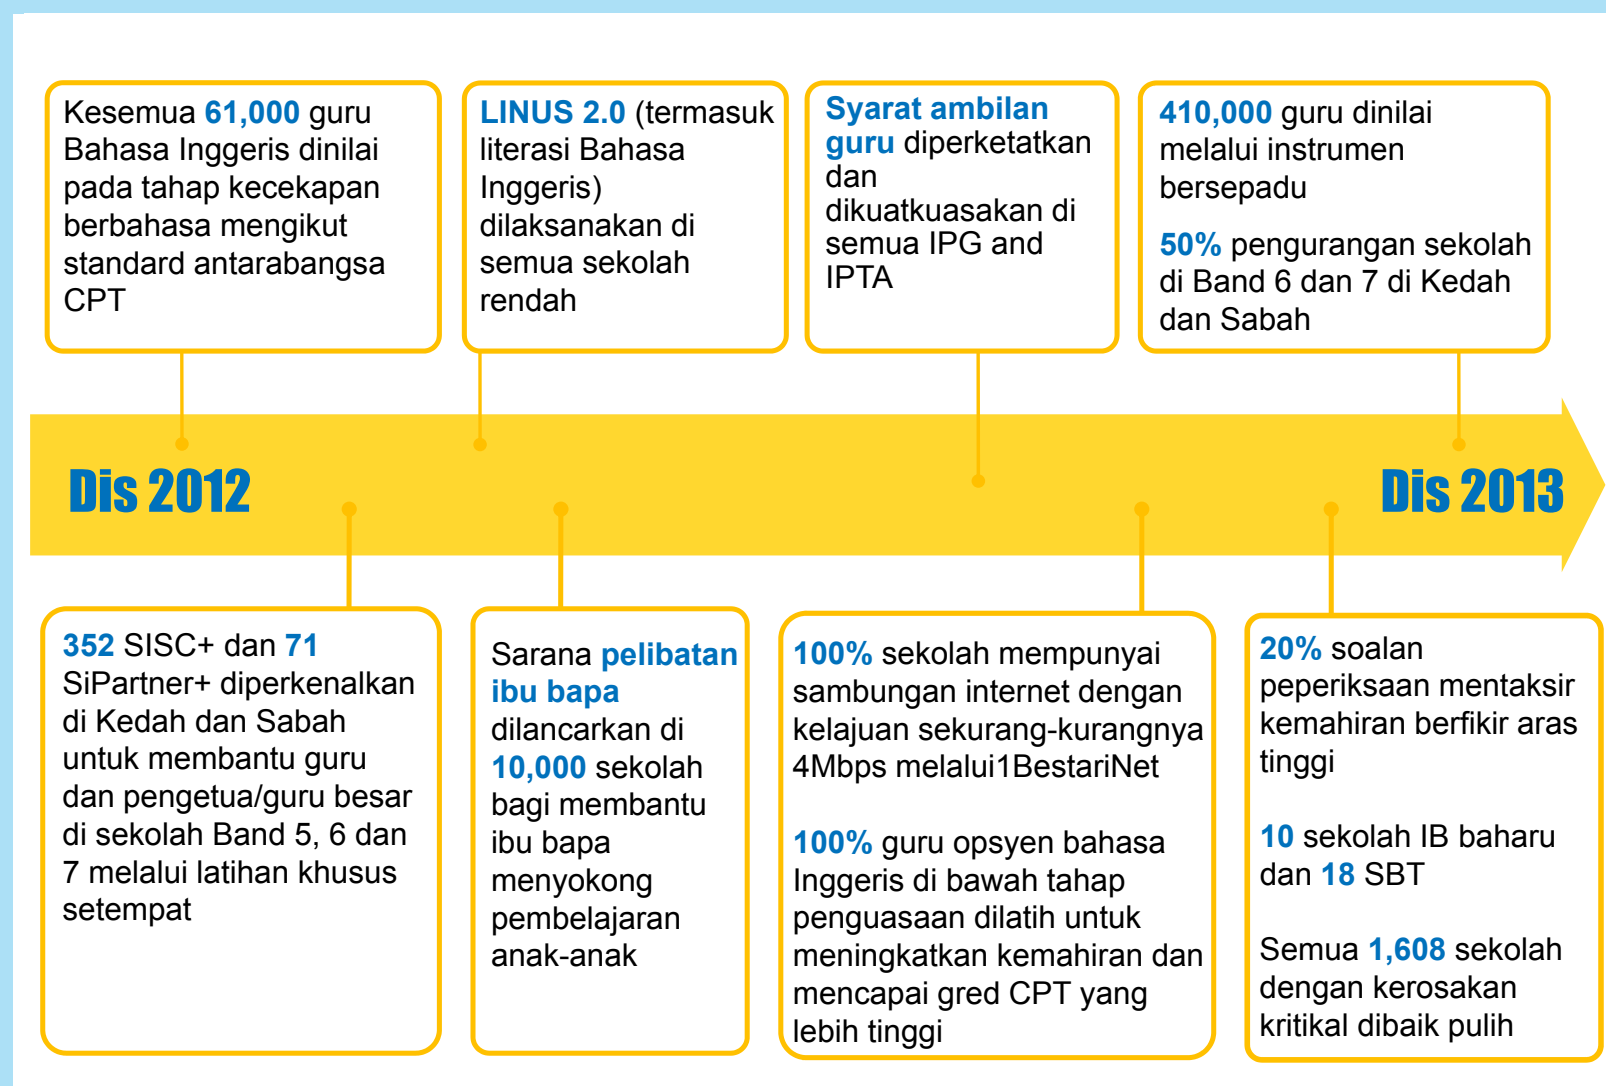 Kesemua 61,000 guru
Bahasa Inggeris dinilai
pada tahap kecekapan
berbahasa mengikut
standard antarabangsa
CPT
LINUS 2.0 (termasuk
literasi Bahasa
Inggeris)
dilaksanakan di
semua sekolah
rendah
Syarat ambilan
guru diperketatkan
dan
dikuatkuasakan di
semua IPG and
IPTA
410,000 guru dinilai
melalui instrumen
bersepadu
50% pengurangan sekolah
di Band 6 dan 7 di Kedah
dan Sabah
Dis 2012
Dis 2013
352 SISC+ dan 71
SiPartner+ diperkenalkan
di Kedah dan Sabah
untuk membantu guru
dan pengetua/guru besar
di sekolah Band 5, 6 dan
7 melalui latihan khusus
setempat
Sarana pelibatan
ibu bapa
dilancarkan di
10,000 sekolah
bagi membantu
ibu bapa
menyokong
pembelajaran
anak-anak
100% sekolah mempunyai
sambungan internet dengan
kelajuan sekurang-kurangnya
4Mbps melalui1BestariNet
100% guru opsyen bahasa
Inggeris di bawah tahap
penguasaan dilatih untuk
meningkatkan kemahiran dan
mencapai gred CPT yang
lebih tinggi
20% soalan
peperiksaan mentaksir
kemahiran berfikir aras
tinggi
10 sekolah IB baharu
dan 18 SBT
Semua 1,608 sekolah
dengan kerosakan
kritikal dibaik pulih